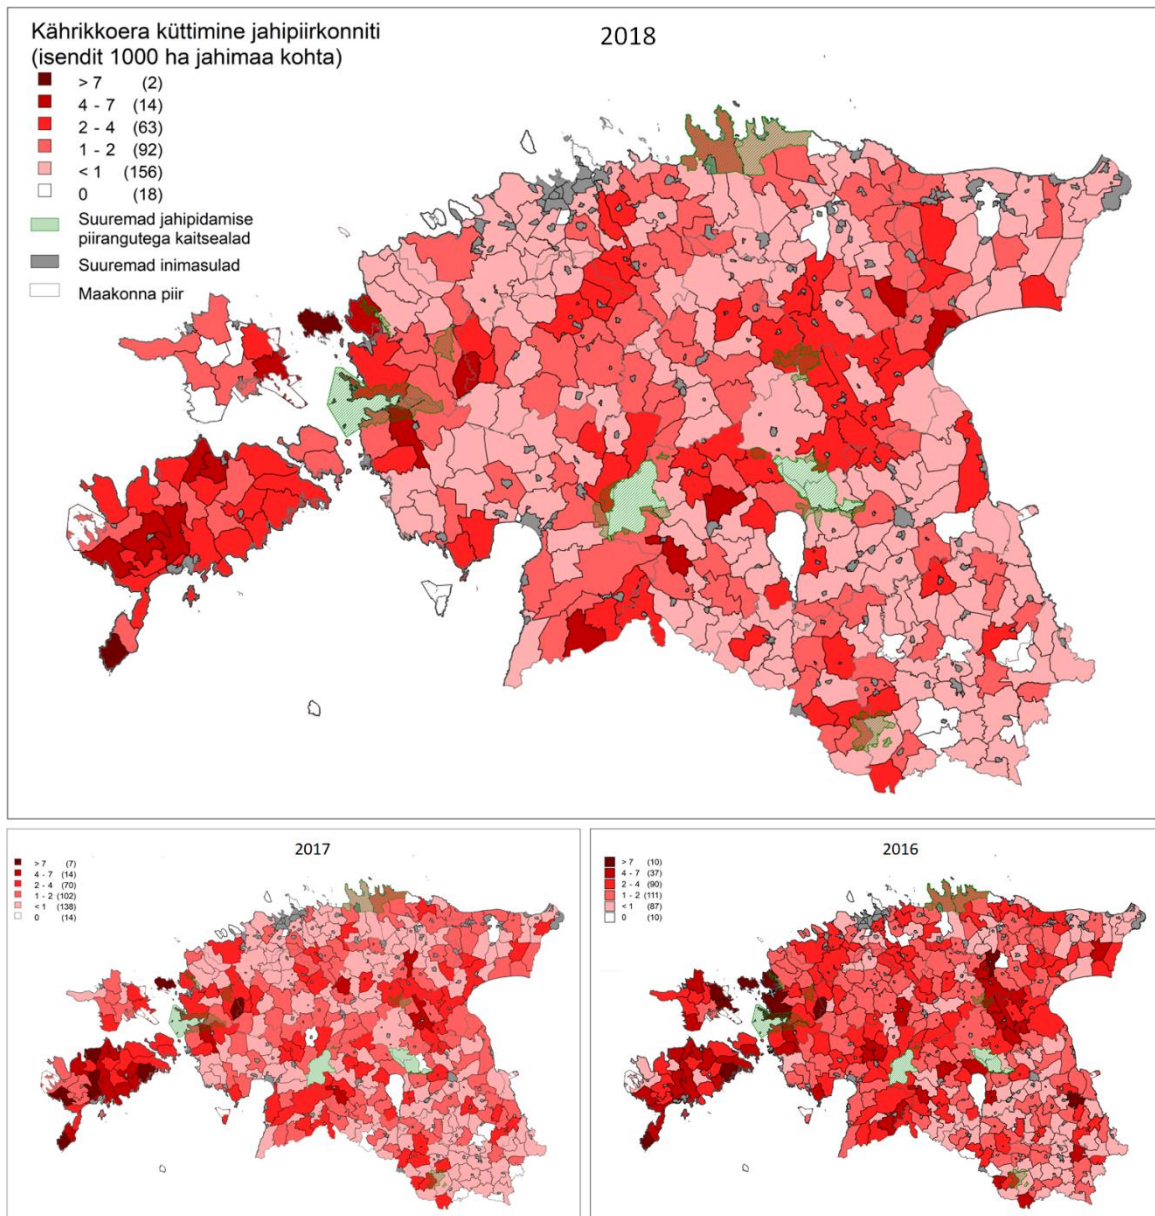 Kährikkoera küttimine jahipiirkonniti
(isendit 1000 ha jahimaa kohta)
2018
> 7 (2)
4 - 7 (14)
2 - 4 (63)
1 - 2 (92)
< 1 (156)
0 (18)
Suuremad jahipidamise
piirangutega kaitsealad
Suuremad inimasulad
Maakonna piir
2017
> 7 (7)
4 - 7 (14)
2 - 4 (70)
1 - 2 (102)
< 1 (138)
0 (14)
2016
> 7 (10)
4 - 7 (37)
2 - 4 (90)
1 - 2 (111)
< 1 (87)
0 (10)